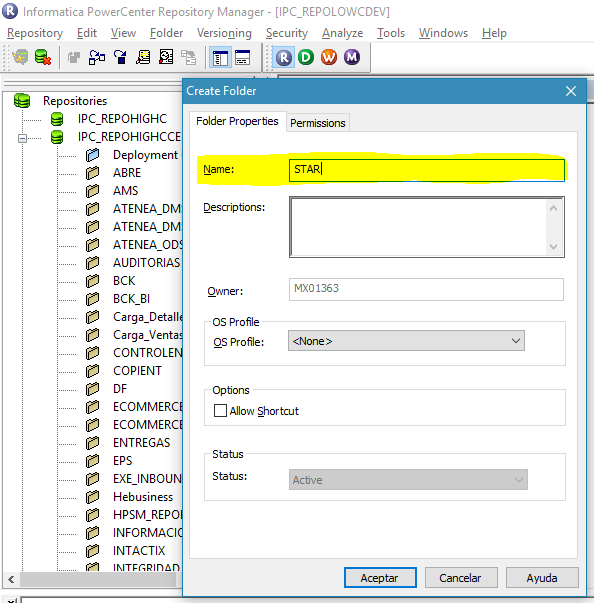 Informatica PowerCenter Repository Manager - [IPC_REPOLOWCDEV]
Repository Edit View Folder Versioning Security Analyze Tools Windows Help
R D W M
Repositories
IPC_REPOHIGHC
IPC_REPOHIGHCCE
Deployment
ABRE
AMS
ATENEA_DM
ATENEA_DM
ATENEA_ODS
AUDITORIAS
BCK
BCK_BI
Carga_Detalle
Carga_Ventas
CONTROLEN
COPIENT
DF
ECOMMERCE
ECOMMERCE
ENTREGAS
EPS
EXE_INBOUN
Hebusiness
HPSM_REPO
INFORMACIO
INTACTIX
INTEGRIDAD
Create Folder
Folder Properties Permissions
Name: STAR
Descriptions:
Owner: MX01363
OS Profile
OS Profile: <None>
Options
Allow Shortcut
Status
Status: Active
Aceptar Cancelar Ayuda